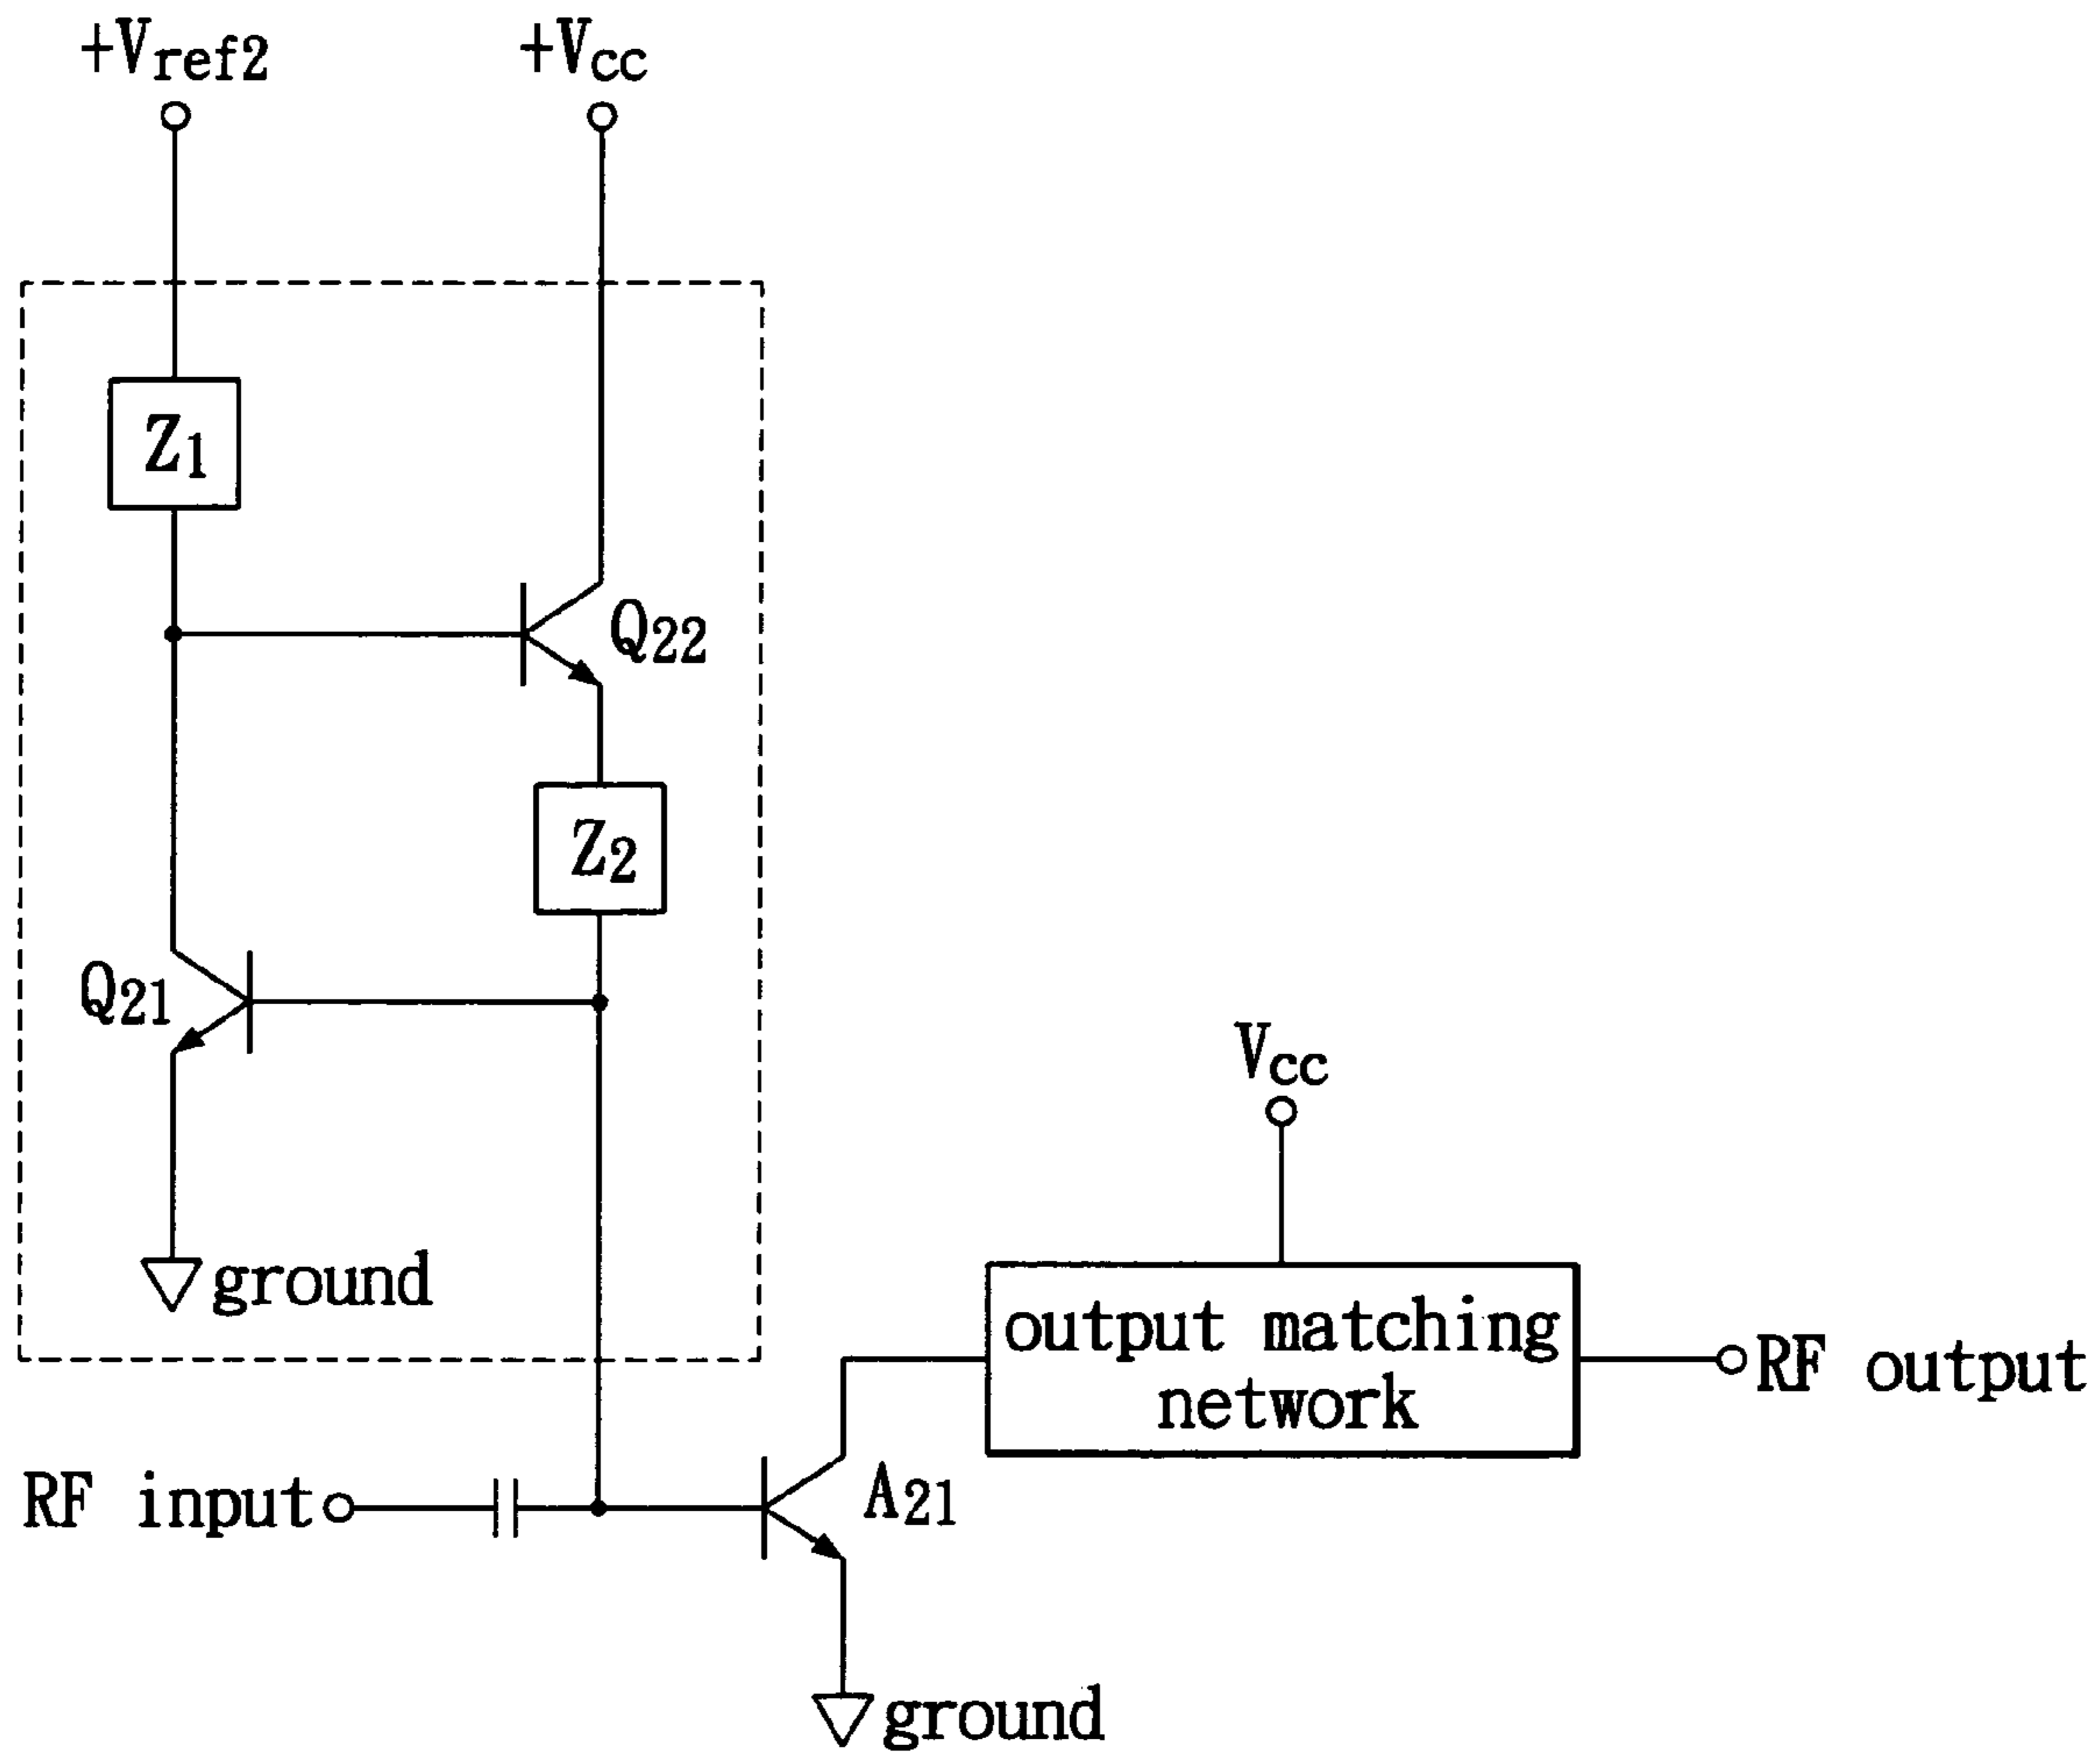 +Vref2
+Vcc
Z1
Q22
Z2
Q21
Vcc
ground
output matching
network
RF output
RF input
A21
ground